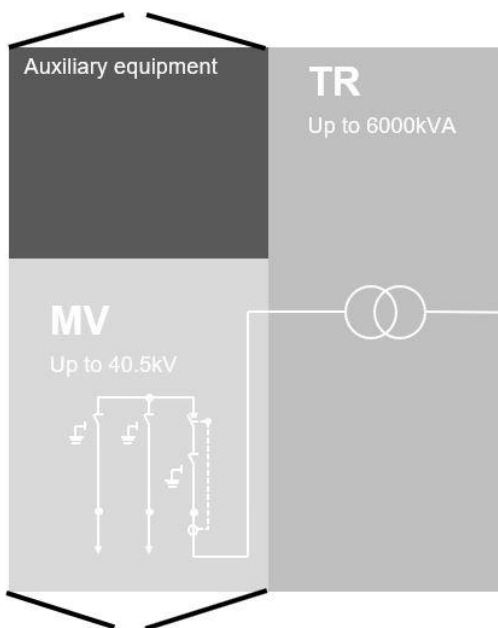 Auxiliary equipment
TR
Up to 6000kVA
MV
Up to 40.5kV